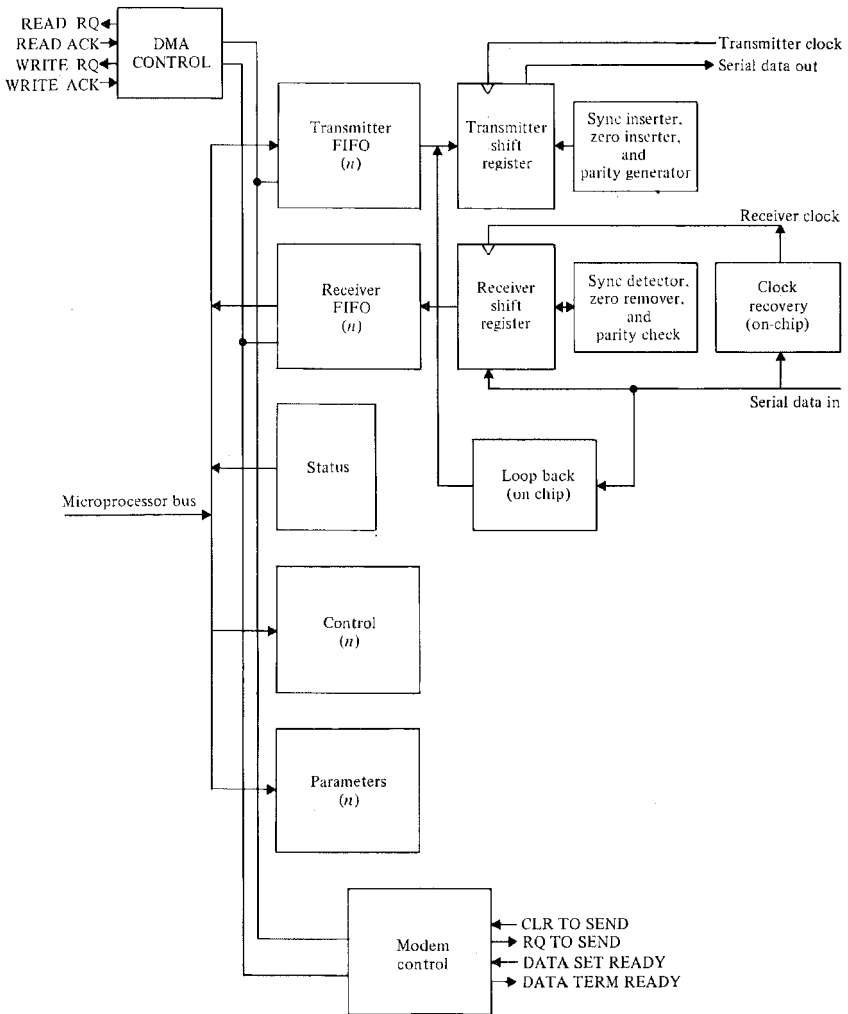 READ RQ
READ ACK
WRITE RQ
WRITE ACK
DMA
CONTROL
Transmitter clock
Serial data out
Transmitter
FIFO
(n)
Transmitter
shift
register
Sync inserter,
zero inserter,
and
parity generator
Receiver clock
Receiver
FIFO
(n)
Receiver
shift
register
Sync detector,
zero remover,
and
parity check
Clock
recovery
(on-chip)
Serial data in
Status
Loop back
(on chip)
Microprocessor bus
Control
(n)
Parameters
(n)
Modem
control
CLR TO SEND
RQ TO SEND
DATA SET READY
DATA TERM READY